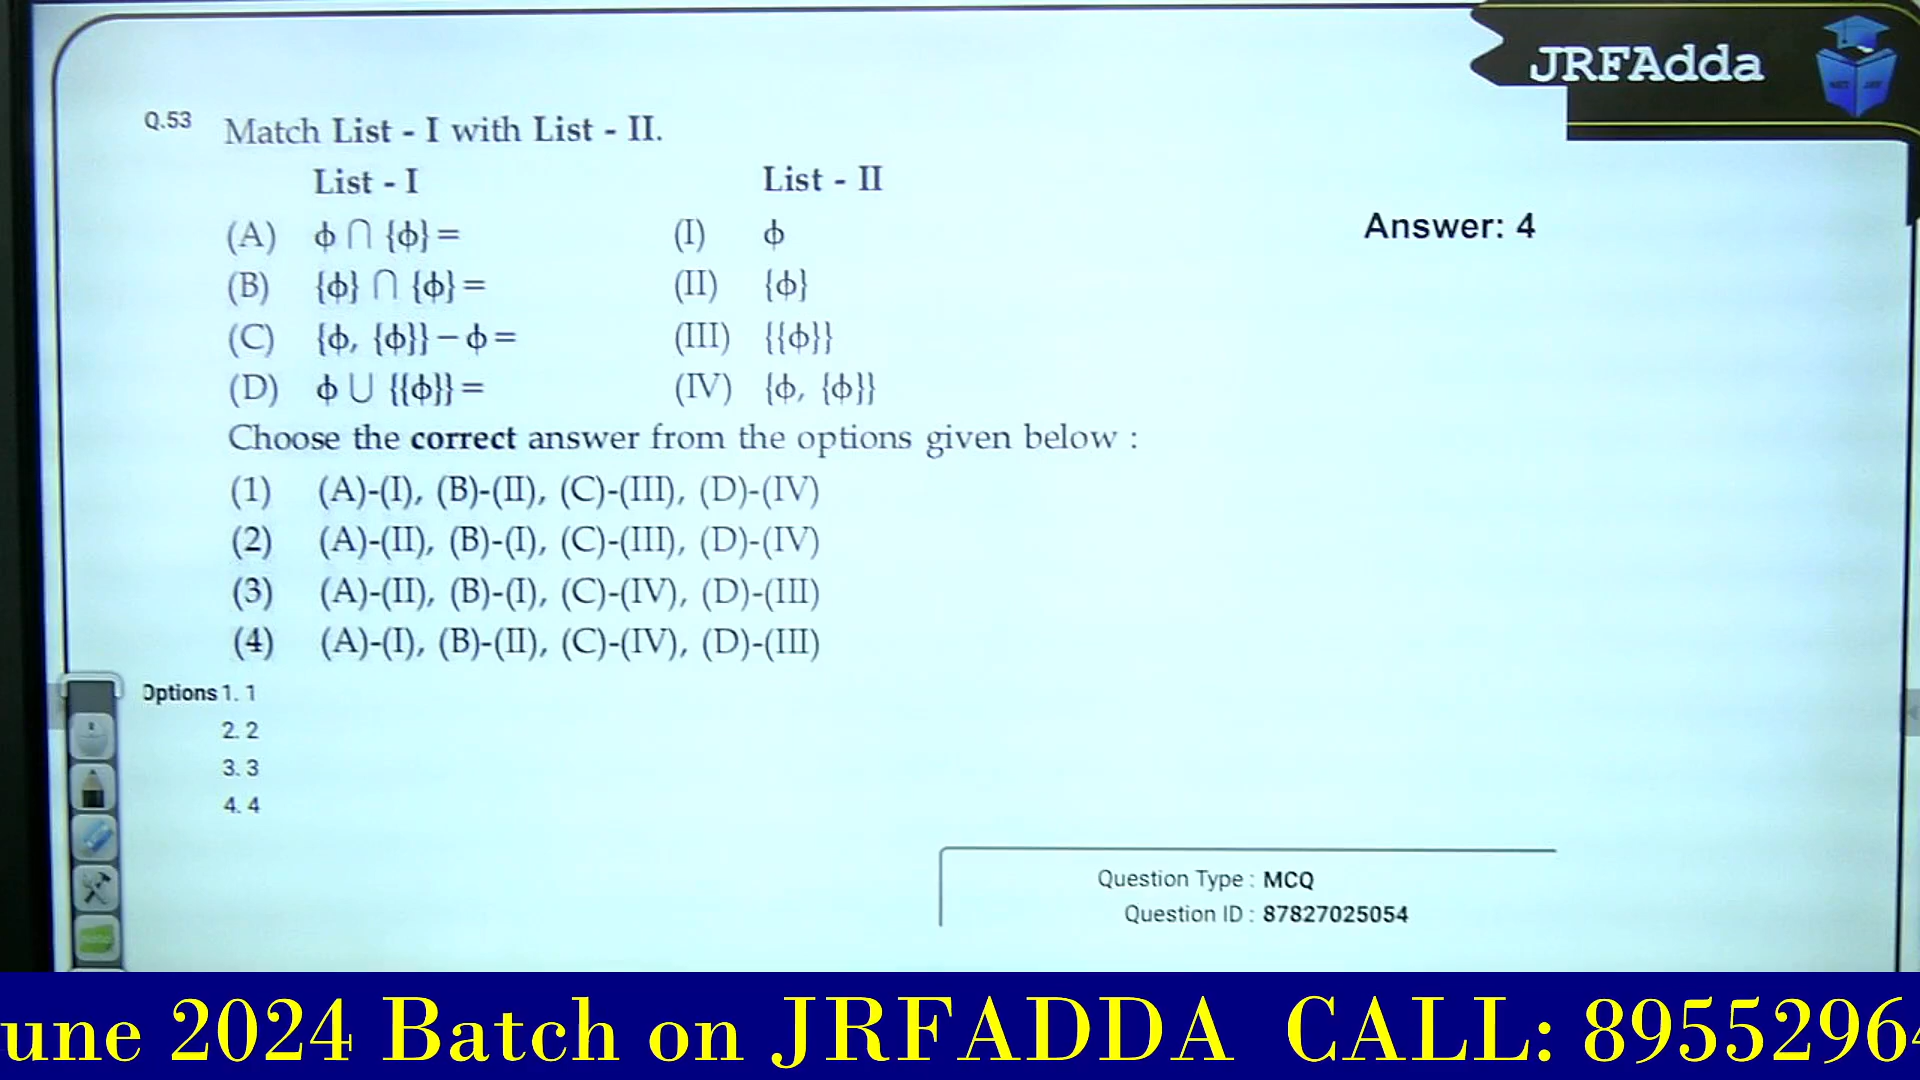 JRFAdda
Q.53 Match List - I with List - II.
List - I List - II
(A) ϕ ∩ {ϕ} = (I) ϕ
(B) {ϕ} ∩ {ϕ} = (II) {ϕ}
(C) {ϕ, {ϕ}} – ϕ = (III) {{ϕ}}
(D) ϕ ∪ {{ϕ}} = (IV) {ϕ, {ϕ}}
Answer: 4
Choose the correct answer from the options given below :
(1) (A)-(I), (B)-(II), (C)-(III), (D)-(IV)
(2) (A)-(II), (B)-(I), (C)-(III), (D)-(IV)
(3) (A)-(II), (B)-(I), (C)-(IV), (D)-(III)
(4) (A)-(I), (B)-(II), (C)-(IV), (D)-(III)
Options 1. 1
2. 2
3. 3
4. 4
Question Type : MCQ
Question ID : 87827025054
une 2024 Batch on JRFADDA CALL: 8955296